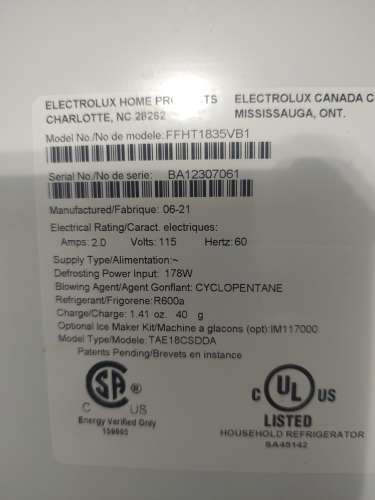 ELECTROLUX HOME PRODUCTS ELECTROLUX CANADA C
CHARLOTTE, NC 28262 MISSISSAUGA, ONT.
Model No./No de modele: FFHT1835VB1
Serial No./No de serie: BA12307061
Manufactured/Fabrique: 06-21
Electrical Rating/Caract. electriques:
Amps: 2.0 Volts: 115 Hertz: 60
Supply Type/Alimentation:~
Defrosting Power Input: 178W
Blowing Agent/Agent Gonflant: CYCLOPENTANE
Refrigerant/Frigorene: R600a
Charge/Charge: 1.41 oz. 40 g
Optional Ice Maker Kit/Machine a glacons (opt):IM117000
Model Type/Modele: TAE18CSDDA
Patents Pending/Brevets en instance
SA ®
C US
Energy Verified Only
C UL US
®
LISTED
HOUSEHOLD REFRIGERATOR
SA45142